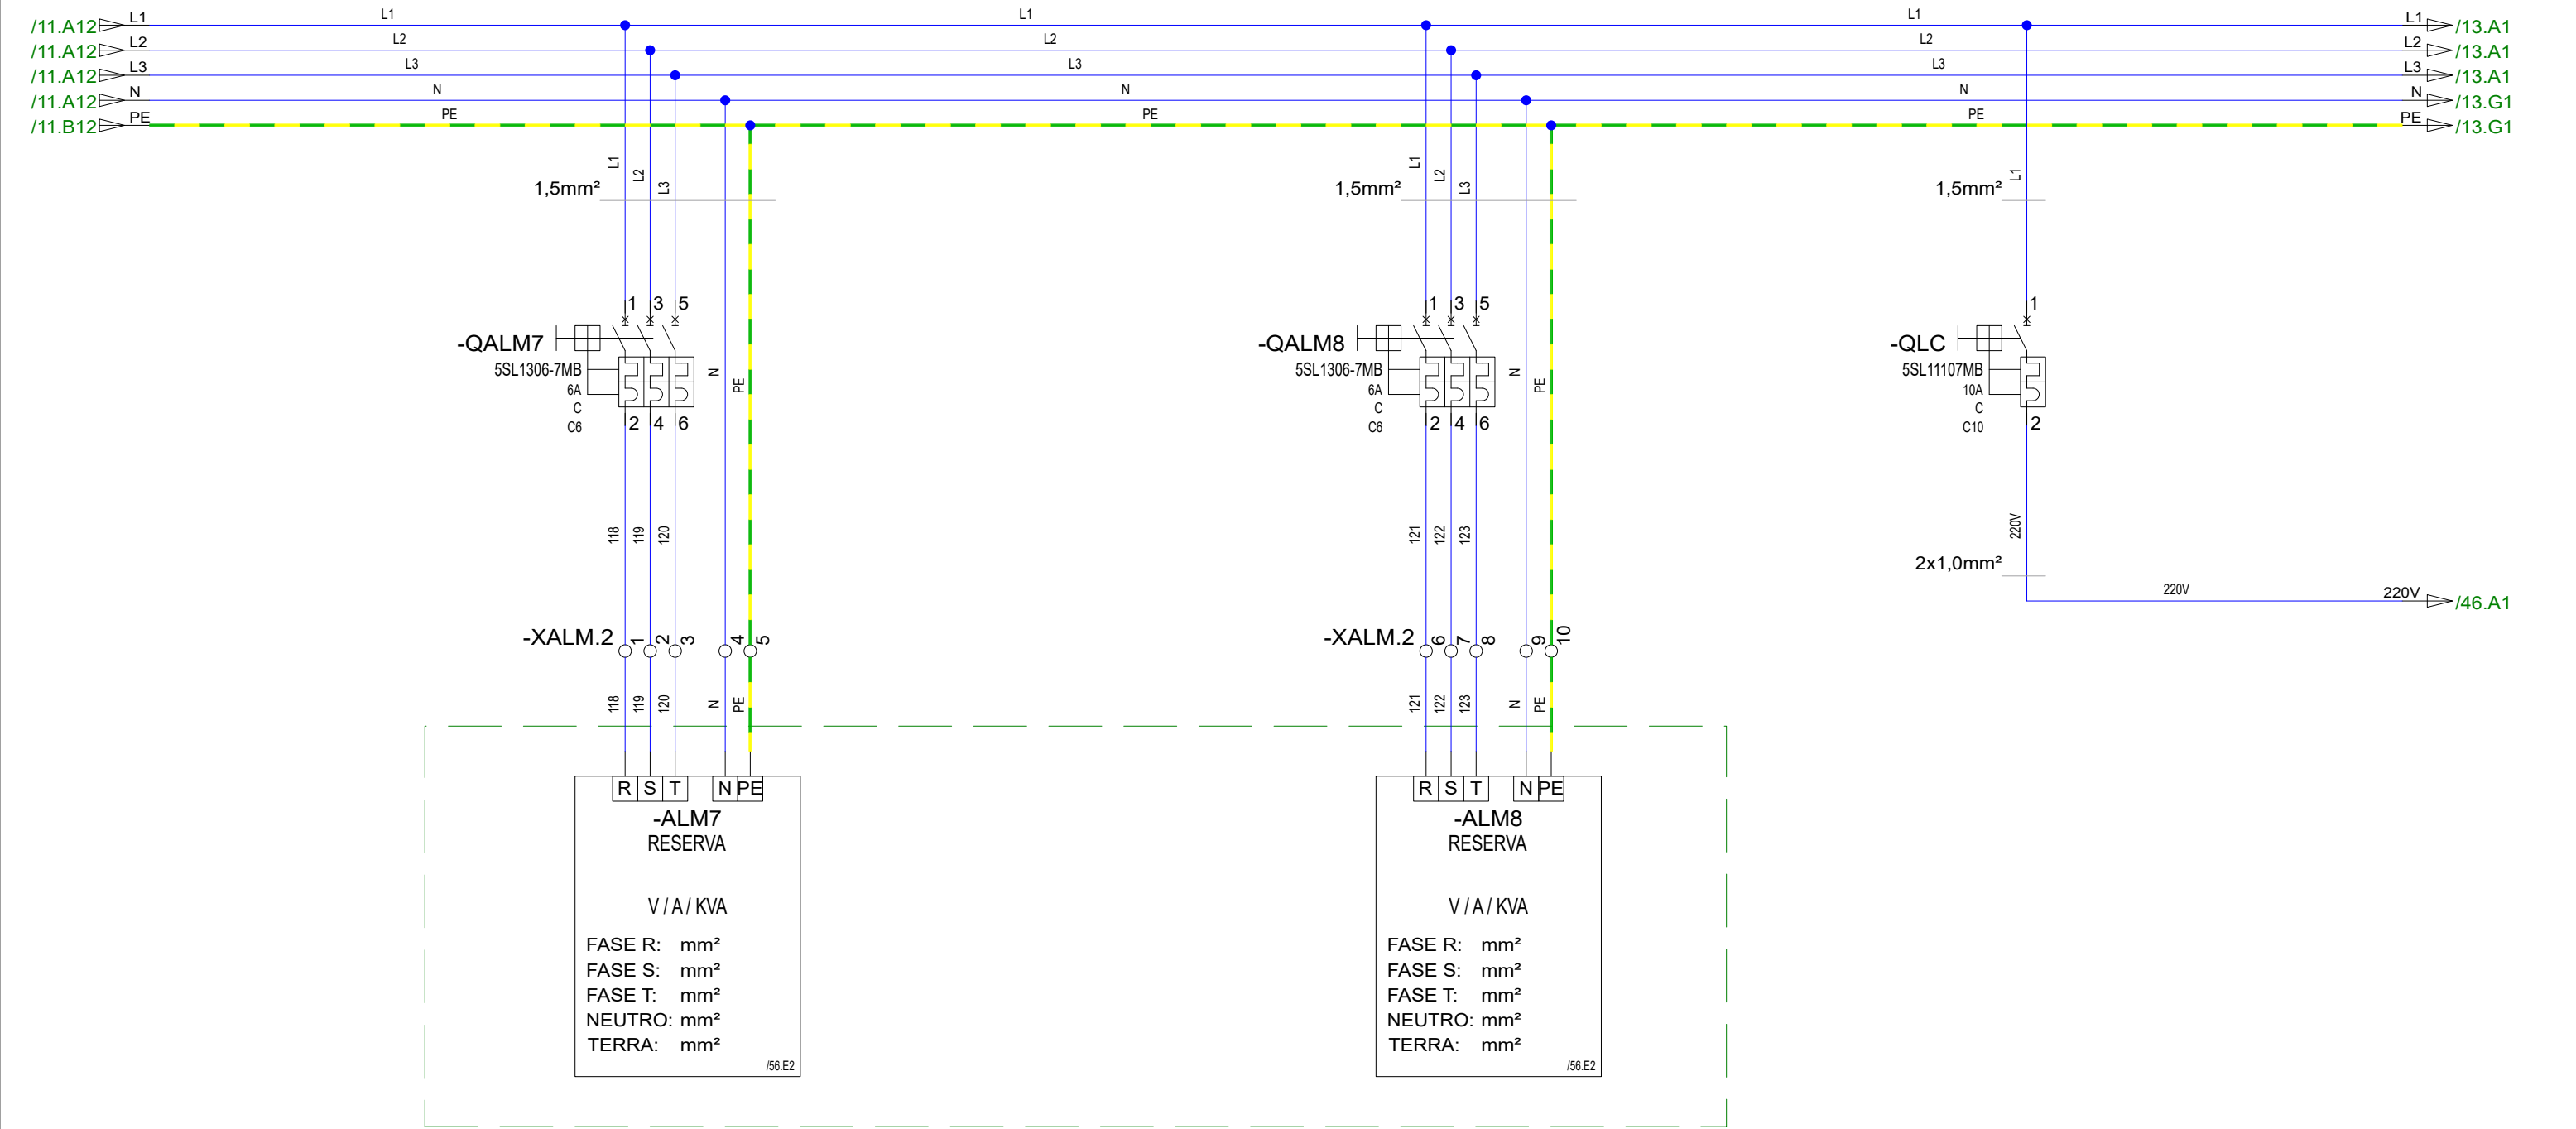 L1 L1 L1
/11.A12 L1 L1 /13.A1
L2 L2 L2
/11.A12 L2 L2 /13.A1
L3 L3 L3
/11.A12 L3 L3 /13.A1
N N N
/11.A12 N N /13.G1
PE PE PE
/11.B12 PE PE /13.G1
L1 L2 L3
1,5mm²
L1 L2 L3
1,5mm²
L1
1,5mm²
1 3 5
-QALM7
5SL1306-7MB
6A
C
C6
2 4 6
N PE
1 3 5
-QALM8
5SL1306-7MB
6A
C
C6
2 4 6
N PE
1
-QLC
5SL11107MB
10A
C
C10
2
118 119 120
121 122 123
220V
2x1,0mm²
220V
220V /46.A1
-XALM.2 1 2 3 4 5
-XALM.2 6 7 8 9 10
118 119 120 N PE
121 122 123 N PE
R S T N PE
-ALM7
RESERVA
V / A / KVA
FASE R: mm²
FASE S: mm²
FASE T: mm²
NEUTRO: mm²
TERRA: mm²
/56.E2
R S T N PE
-ALM8
RESERVA
V / A / KVA
FASE R: mm²
FASE S: mm²
FASE T: mm²
NEUTRO: mm²
TERRA: mm²
/56.E2